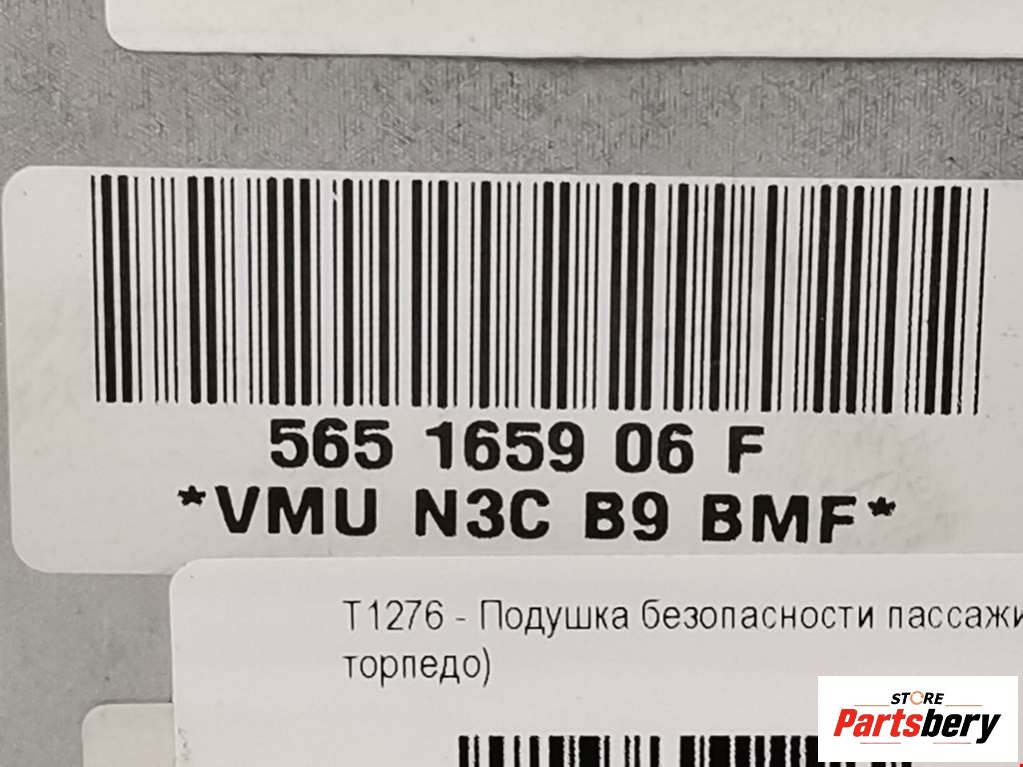 565 1659 06 F
*VMU N3C B9 BMF*
T1276 - Подушка безопасности
торпедо)
STORE
Partsbery